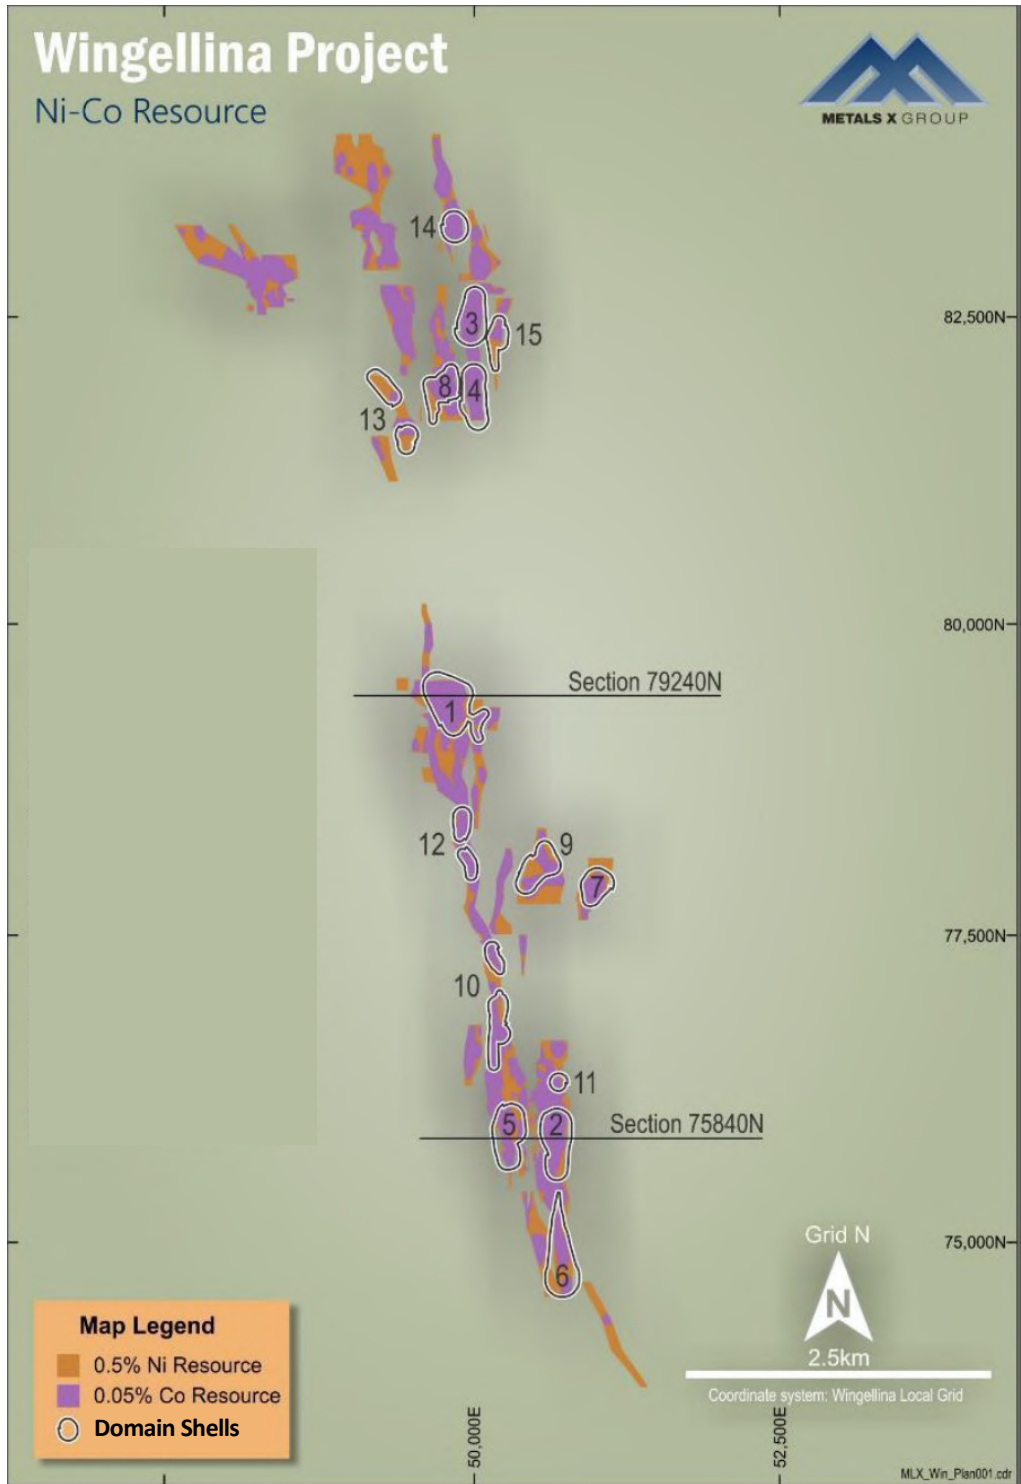 Wingellina Project
Ni-Co Resource
METALS X GROUP
14
3
15
82,500N
8
4
13
80,000N
Section 79240N
1
12
9
7
77,500N
10
11
5
2
Section 75840N
6
75,000N
Grid N
N
2.5km
Coordinate system: Wingellina Local Grid
Map Legend
0.5% Ni Resource
0.05% Co Resource
Domain Shells
50,000E
52,500E
MLX_Win_Plan001.cdr